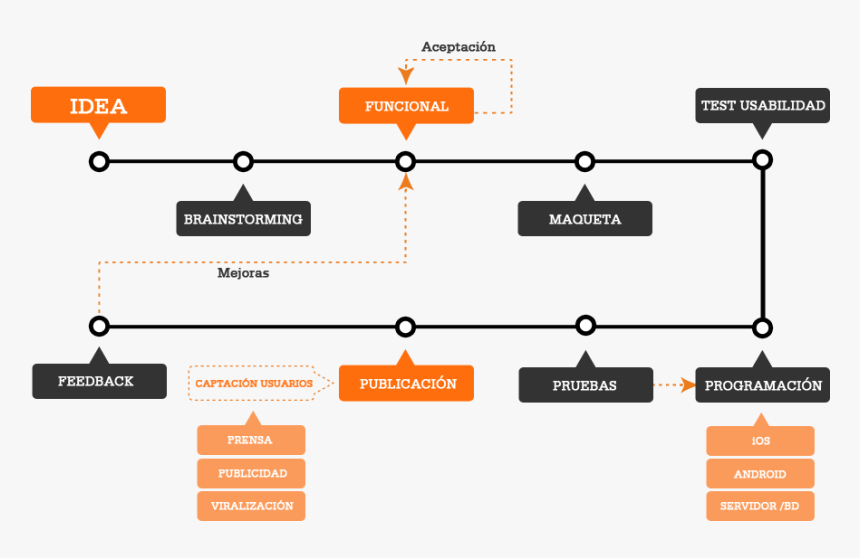 Aceptación
IDEA
FUNCIONAL
TEST USABILIDAD
BRAINSTORMING
MAQUETA
Mejoras
FEEDBACK
CAPTACIÓN USUARIOS
PUBLICACIÓN
PRUEBAS
PROGRAMACIÓN
PRENSA
PUBLICIDAD
VIRALIZACIÓN
iOS
ANDROID
SERVIDOR /BD